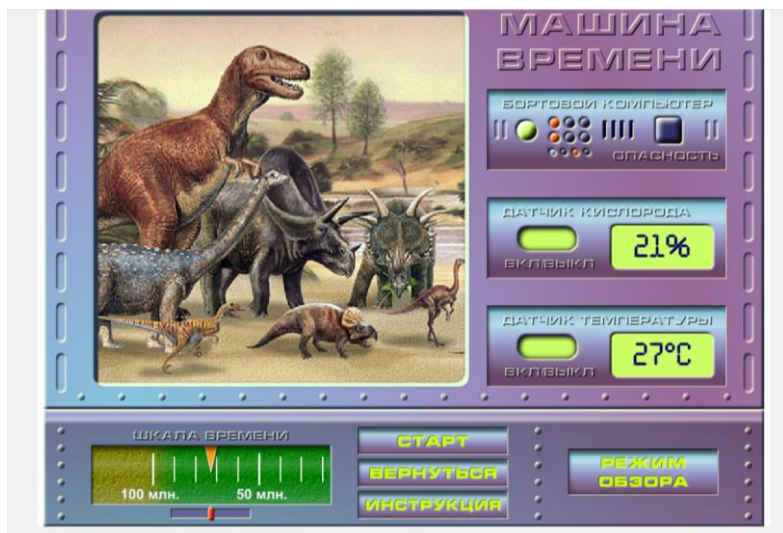 МАШИНА
ВРЕМЕНИ
БОРТОВОЙ КОМПЬЮТЕР
ОПАСНОСТЬ
ДАТЧИК КИСЛОРОДА
21%
ВКЛ/ВЫКЛ
ДАТЧИК ТЕМПЕРАТУРЫ
27°C
ВКЛ/ВЫКЛ
ШКАЛА ВРЕМЕНИ
100 млн. 50 млн.
СТАРТ
ВЕРНУТЬСЯ
ИНСТРУКЦИЯ
РЕЖИМ
ОБЗОРА